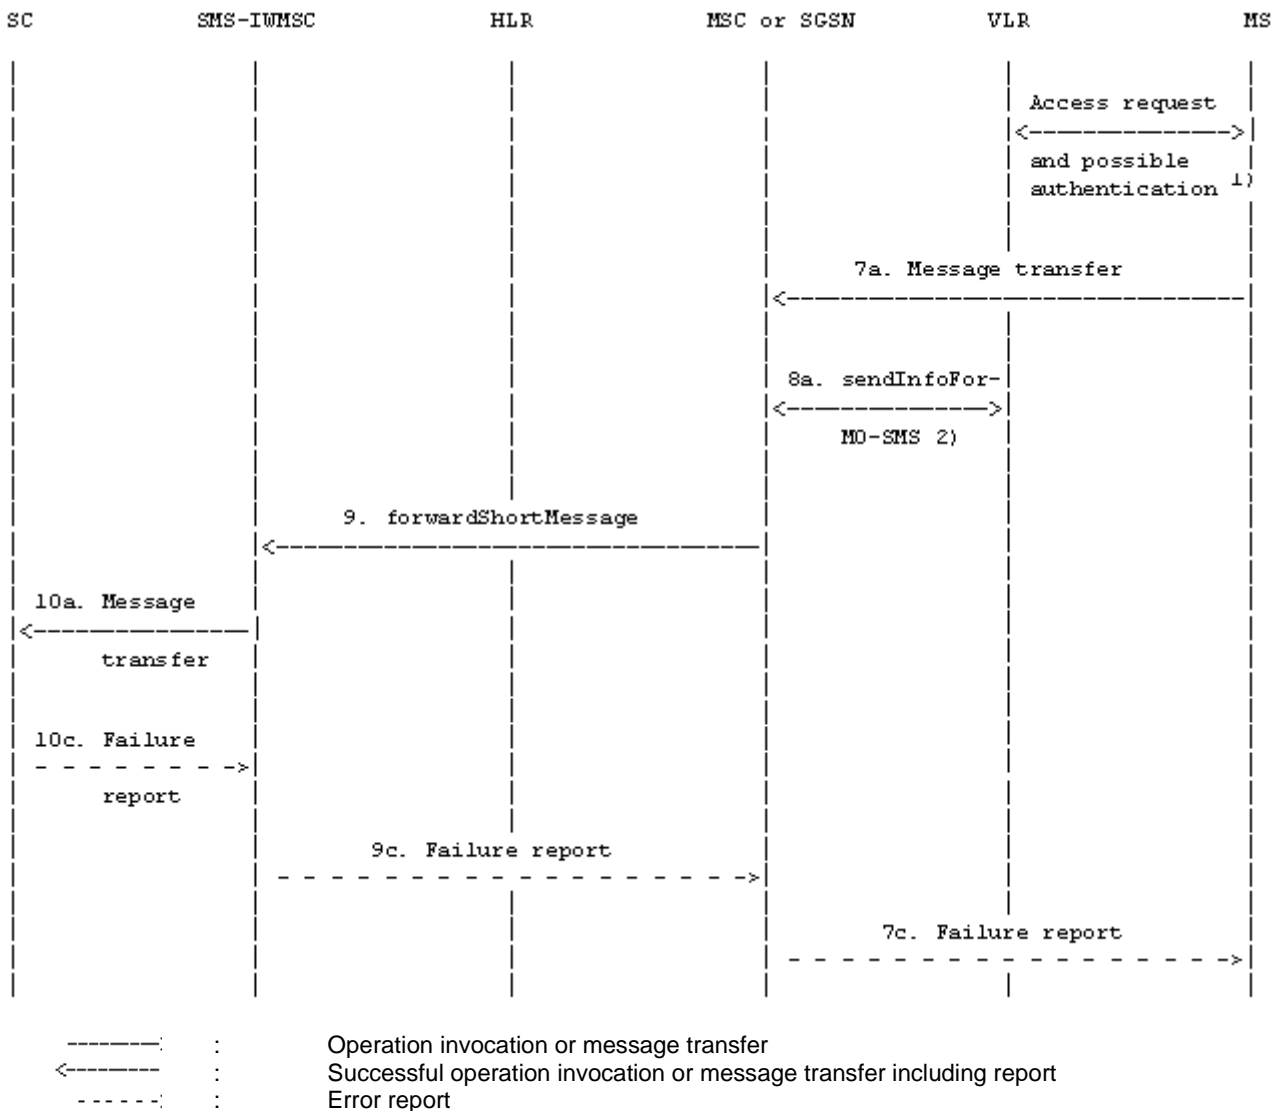 SC SMS-IWMSC HLR MSC or SGSN VLR MS
Access request
and possible
authentication 1)
7a. Message transfer
8a. sendInfoFor-
MO-SMS 2)
9. forwardShortMessage
10a. Message
transfer
10c. Failure
report
9c. Failure report
7c. Failure report
: Operation invocation or message transfer
: Successful operation invocation or message transfer including report
: Error report